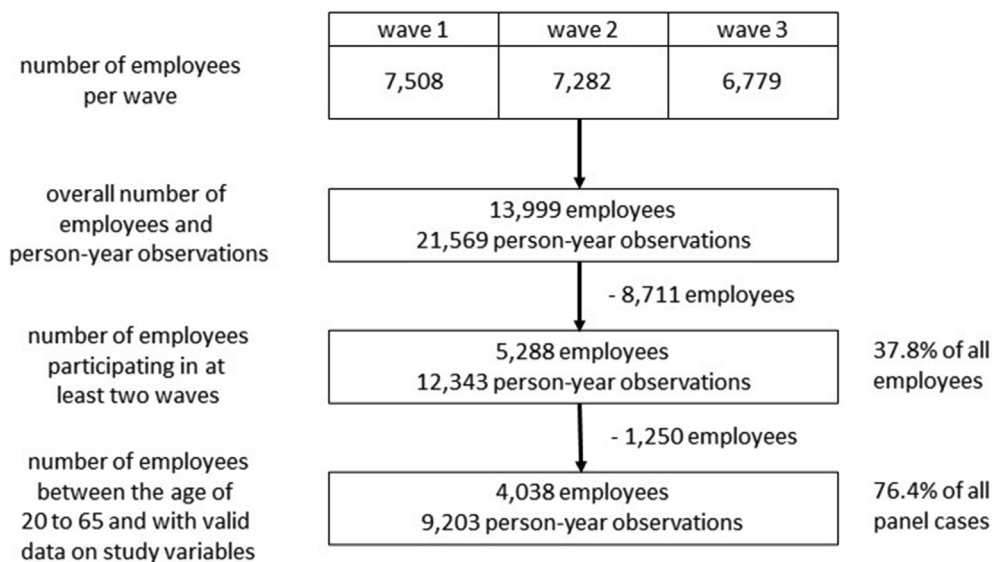 wave 1 wave 2 wave 3
number of employees
per wave
7,508 7,282 6,779
overall number of
employees and
person-year observations
13,999 employees
21,569 person-year observations
- 8,711 employees
number of employees
participating in at
least two waves
5,288 employees
12,343 person-year observations
37.8% of all
employees
- 1,250 employees
number of employees
between the age of
20 to 65 and with valid
data on study variables
4,038 employees
9,203 person-year observations
76.4% of all
panel cases